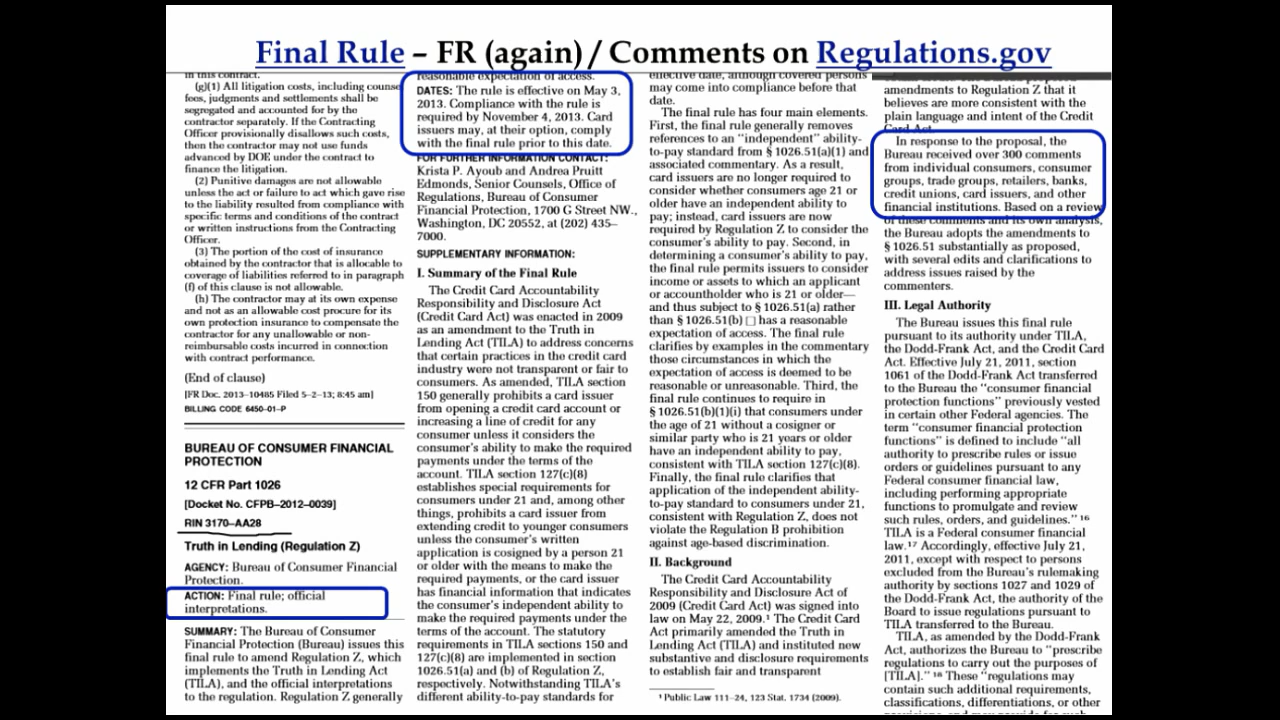 Final Rule – FR (again) / Comments on Regulations.gov
in this contract.
(g)(1) All litigation costs, including counse
fees, judgments and settlements shall be
segregated and accounted for by the
contractor separately. If the Contracting
Officer provisionally disallows such costs,
then the contractor may not use funds
advanced by DOE under the contract to
finance the litigation.
(2) Punitive damages are not allowable
unless the act or failure to act which gave rise
to the liability resulted from compliance with
specific terms and conditions of the contract
or written instructions from the Contracting
Officer.
(3) The portion of the cost of insurance
obtained by the contractor that is allocable to
coverage of liabilities referred to in paragraph
(f) of this clause is not allowable.
(h) The contractor may at its own expense
and not as an allowable cost procure for its
own protection insurance to compensate the
contractor for any unallowable or non-
reimbursable costs incurred in connection
with contract performance.
(End of clause)
[FR Doc. 2013–10485 Filed 5–2–13; 8:45 am]
BILLING CODE 6450–01–P
BUREAU OF CONSUMER FINANCIAL
PROTECTION
12 CFR Part 1026
[Docket No. CFPB–2012–0039]
RIN 3170–AA28
Truth in Lending (Regulation Z)
AGENCY: Bureau of Consumer Financial
Protection.
ACTION: Final rule; official
interpretations.
SUMMARY: The Bureau of Consumer
Financial Protection (Bureau) issues this
final rule to amend Regulation Z, which
implements the Truth in Lending Act
(TILA), and the official interpretations
to the regulation. Regulation Z generally
reasonable expectation of access.
DATES: The rule is effective on May 3,
2013. Compliance with the rule is
required by November 4, 2013. Card
issuers may, at their option, comply
with the final rule prior to this date.
FOR FURTHER INFORMATION CONTACT:
Krista P. Ayoub and Andrea Pruitt
Edmonds, Senior Counsels, Office of
Regulations, Bureau of Consumer
Financial Protection, 1700 G Street NW.,
Washington, DC 20552, at (202) 435–
7000.
SUPPLEMENTARY INFORMATION:
I. Summary of the Final Rule
The Credit Card Accountability
Responsibility and Disclosure Act
(Credit Card Act) was enacted in 2009
as an amendment to the Truth in
Lending Act (TILA) to address concerns
that certain practices in the credit card
industry were not transparent or fair to
consumers. As amended, TILA section
150 generally prohibits a card issuer
from opening a credit card account or
increasing a line of credit for any
consumer unless it considers the
consumer's ability to make the required
payments under the terms of the
account. TILA section 127(c)(8)
establishes special requirements for
consumers under 21 and, among other
things, prohibits a card issuer from
extending credit to younger consumers
unless the consumer's written
application is cosigned by a person 21
or older with the means to make the
required payments, or the card issuer
has financial information that indicates
the consumer's independent ability to
make the required payments under the
terms of the account. The statutory
requirements in TILA sections 150 and
127(c)(8) are implemented in section
1026.51(a) and (b) of Regulation Z,
respectively. Notwithstanding TILA's
different ability-to-pay standards for
effective date, although covered persons
may come into compliance before that
date.
The final rule has four main elements.
First, the final rule generally removes
references to an "independent" ability-
to-pay standard from § 1026.51(a)(1) and
associated commentary. As a result,
card issuers are no longer required to
consider whether consumers age 21 or
older have an independent ability to
pay; instead, card issuers are now
required by Regulation Z to consider the
consumer's ability to pay. Second, in
determining a consumer's ability to pay,
the final rule permits issuers to consider
income or assets to which an applicant
or accountholder who is 21 or older—
and thus subject to § 1026.51(a) rather
than § 1026.51(b) □ has a reasonable
expectation of access. The final rule
clarifies by examples in the commentary
those circumstances in which the
expectation of access is deemed to be
reasonable or unreasonable. Third, the
final rule continues to require in
§ 1026.51(b)(1)(i) that consumers under
the age of 21 without a cosigner or
similar party who is 21 years or older
have an independent ability to pay,
consistent with TILA section 127(c)(8).
Finally, the final rule clarifies that
application of the independent ability-
to-pay standard to consumers under 21,
consistent with Regulation Z, does not
violate the Regulation B prohibition
against age-based discrimination.
II. Background
The Credit Card Accountability
Responsibility and Disclosure Act of
2009 (Credit Card Act) was signed into
law on May 22, 2009.¹ The Credit Card
Act primarily amended the Truth in
Lending Act (TILA) and instituted new
substantive and disclosure requirements
to establish fair and transparent
¹ Public Law 111–24, 123 Stat. 1734 (2009).
amendments to Regulation Z that it
believes are more consistent with the
plain language and intent of the Credit
Card Act.
In response to the proposal, the
Bureau received over 300 comments
from individual consumers, consumer
groups, trade groups, retailers, banks,
credit unions, card issuers, and other
financial institutions. Based on a review
of these comments and its own analysis,
the Bureau adopts the amendments to
§ 1026.51 substantially as proposed,
with several edits and clarifications to
address issues raised by the
commenters.
III. Legal Authority
The Bureau issues this final rule
pursuant to its authority under TILA,
the Dodd-Frank Act, and the Credit Card
Act. Effective July 21, 2011, section
1061 of the Dodd-Frank Act transferred
to the Bureau the "consumer financial
protection functions" previously vested
in certain other Federal agencies. The
term "consumer financial protection
functions" is defined to include "all
authority to prescribe rules or issue
orders or guidelines pursuant to any
Federal consumer financial law,
including performing appropriate
functions to promulgate and review
such rules, orders, and guidelines." ¹⁶
TILA is a Federal consumer financial
law.¹⁷ Accordingly, effective July 21,
2011, except with respect to persons
excluded from the Bureau's rulemaking
authority by sections 1027 and 1029 of
the Dodd-Frank Act, the authority of the
Board to issue regulations pursuant to
TILA transferred to the Bureau.
TILA, as amended by the Dodd-Frank
Act, authorizes the Bureau to "prescribe
regulations to carry out the purposes of
[TILA]." ¹⁸ These "regulations may
contain such additional requirements,
classifications, differentiations, or other